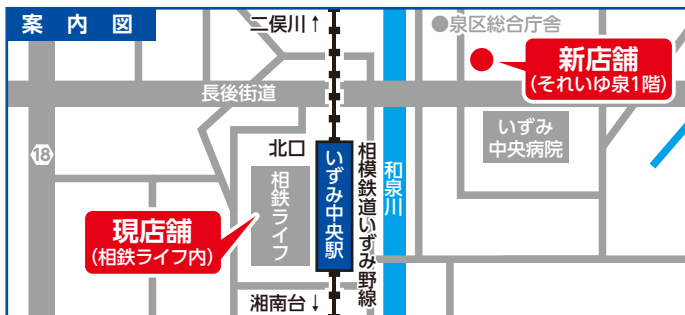 案内図
二俣川↑
●泉区総合庁舎
新店舗
(それいゆ泉1階)
長後街道
いずみ
中央病院
18
北口
相鉄ライフ
いずみ中央駅
相模鉄道いずみ野線
和泉川
現店舗
(相鉄ライフ内)
湘南台↓